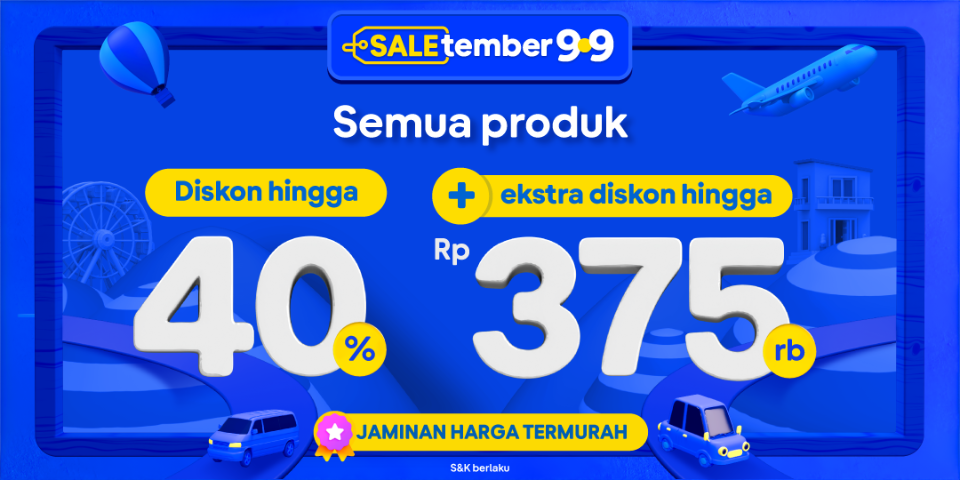 SALEtember 9.9
Semua produk
Diskon hingga
40%
+ ekstra diskon hingga
Rp 375 rb
JAMINAN HARGA TERMURAH
S&K berlaku